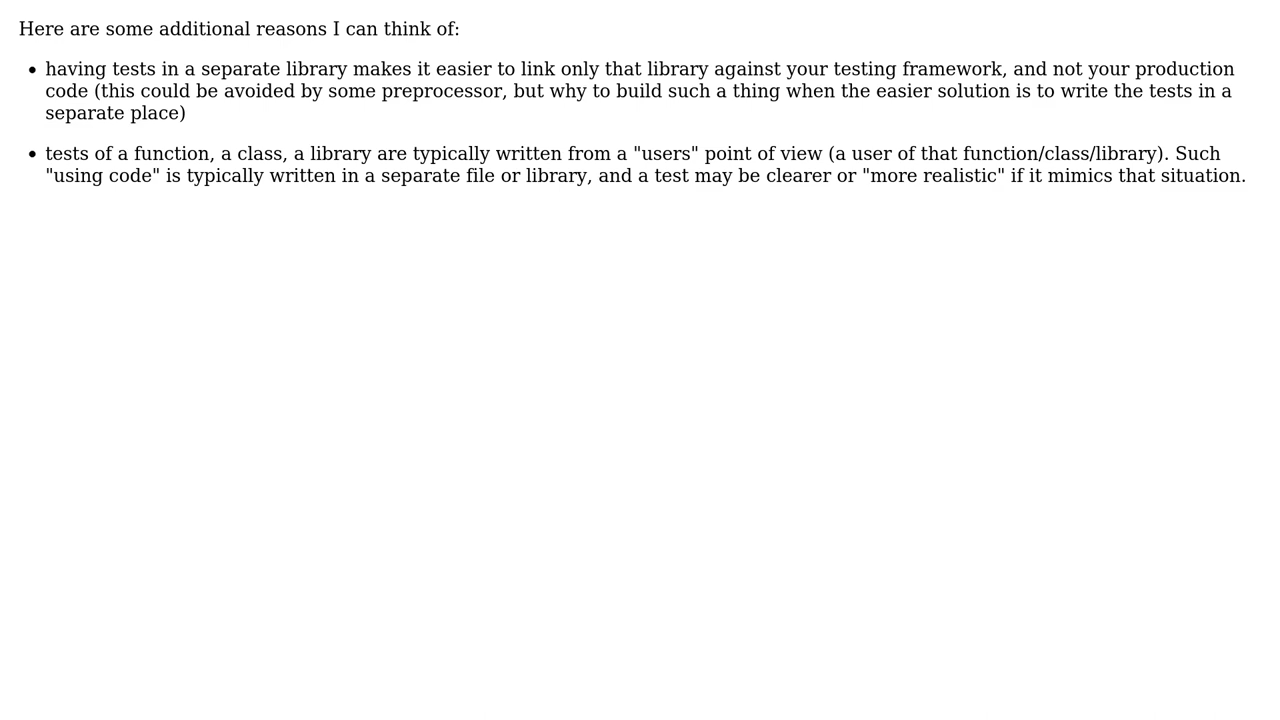 Here are some additional reasons I can think of:
• having tests in a separate library makes it easier to link only that library against your testing framework, and not your production
code (this could be avoided by some preprocessor, but why to build such a thing when the easier solution is to write the tests in a
separate place)
• tests of a function, a class, a library are typically written from a "users" point of view (a user of that function/class/library). Such
"using code" is typically written in a separate file or library, and a test may be clearer or "more realistic" if it mimics that situation.